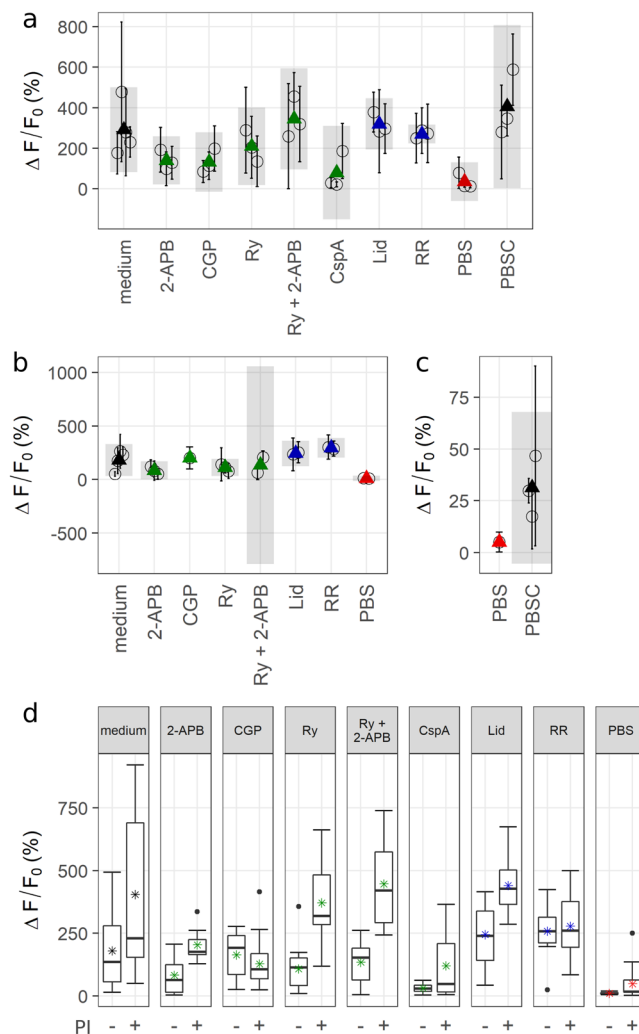 a
Δ F/F0 (%)
800
600
400
200
0
medium
2-APB
CGP
Ry
Ry + 2-APB
CspA
Lid
RR
PBS
PBSC
b
Δ F/F0 (%)
1000
500
0
-500
medium
2-APB
CGP
Ry
Ry + 2-APB
Lid
RR
PBS
c
Δ F/F0 (%)
75
50
25
0
PBS
PBSC
d
medium 2-APB CGP Ry Ry + 2-APB CspA Lid RR PBS
Δ F/F0 (%)
750
500
250
0
PI - + - + - + - + - + - + - + - + - +